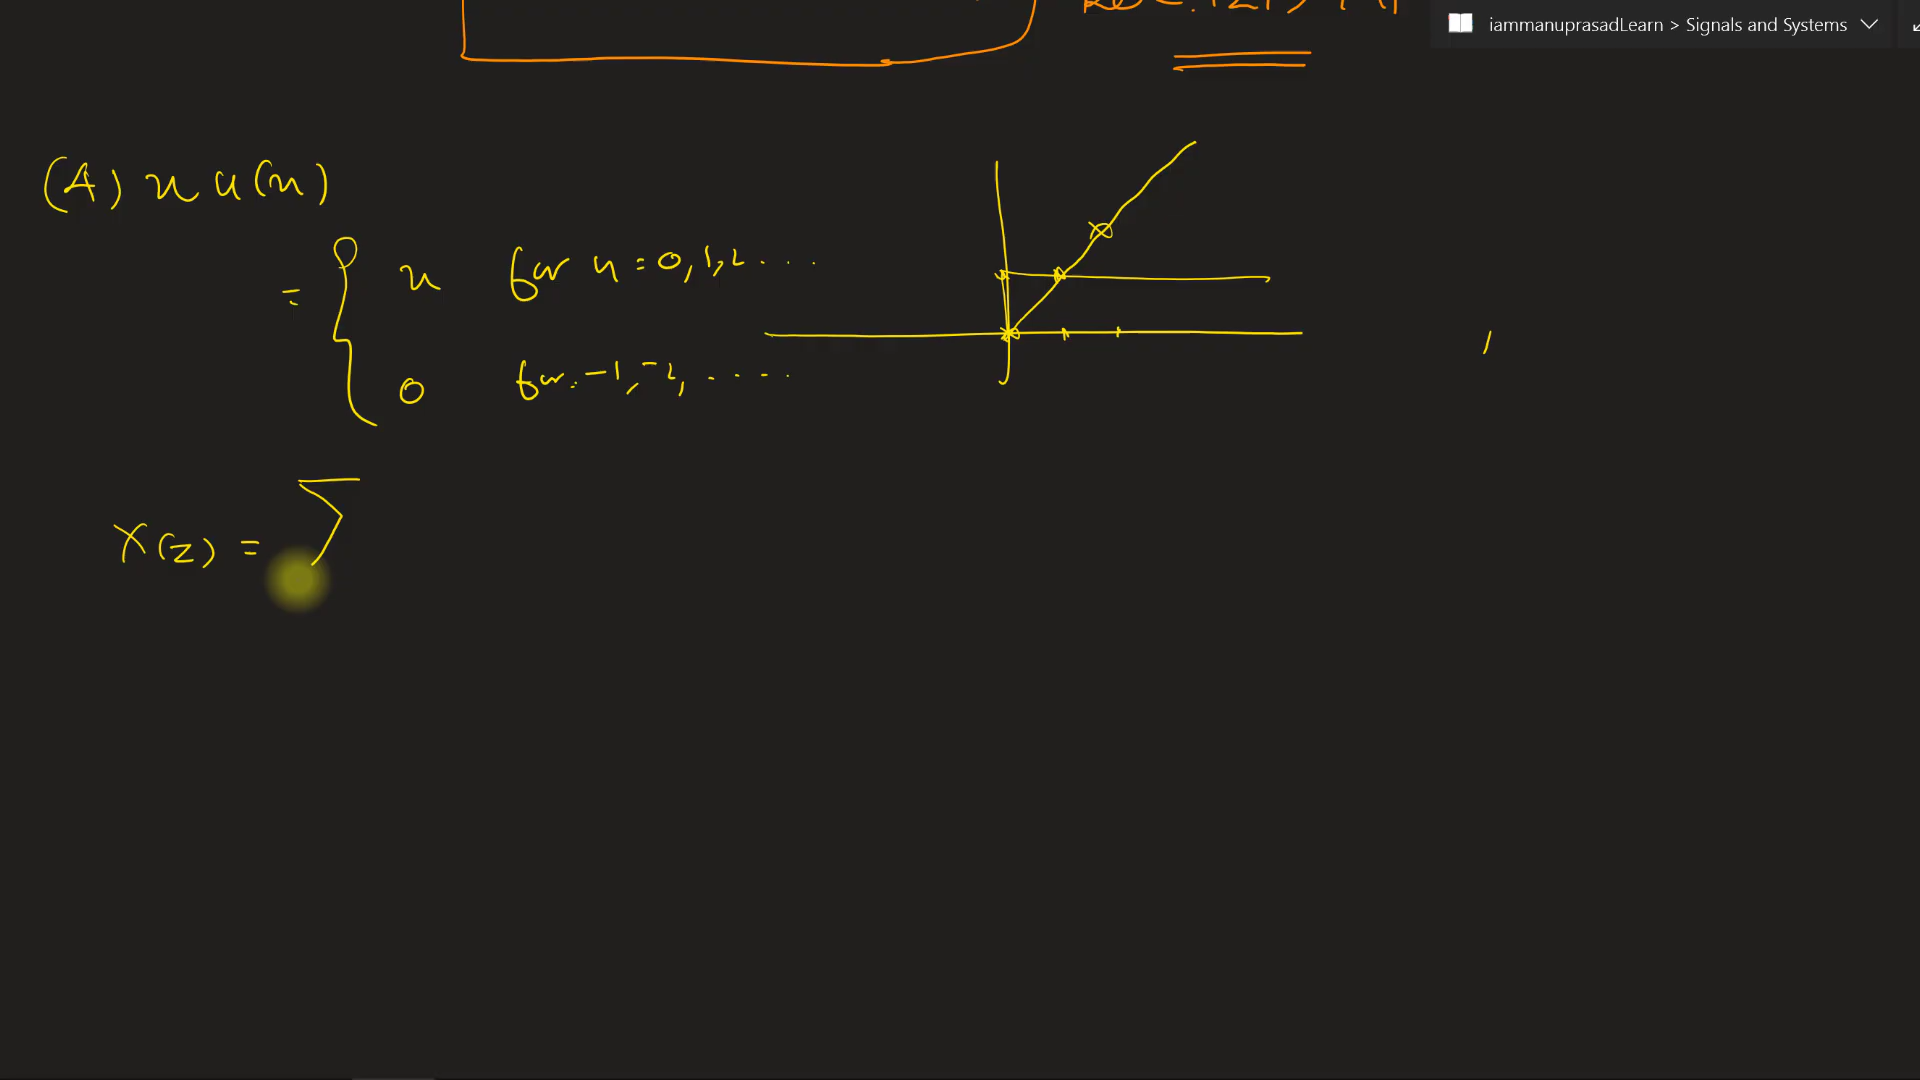 iammanuprasadLearn > Signals and Systems
(A) n u(n)
= { n for n = 0, 1, 2 . . .
0 for -1, -2, . . . . .
X(z) = Σ